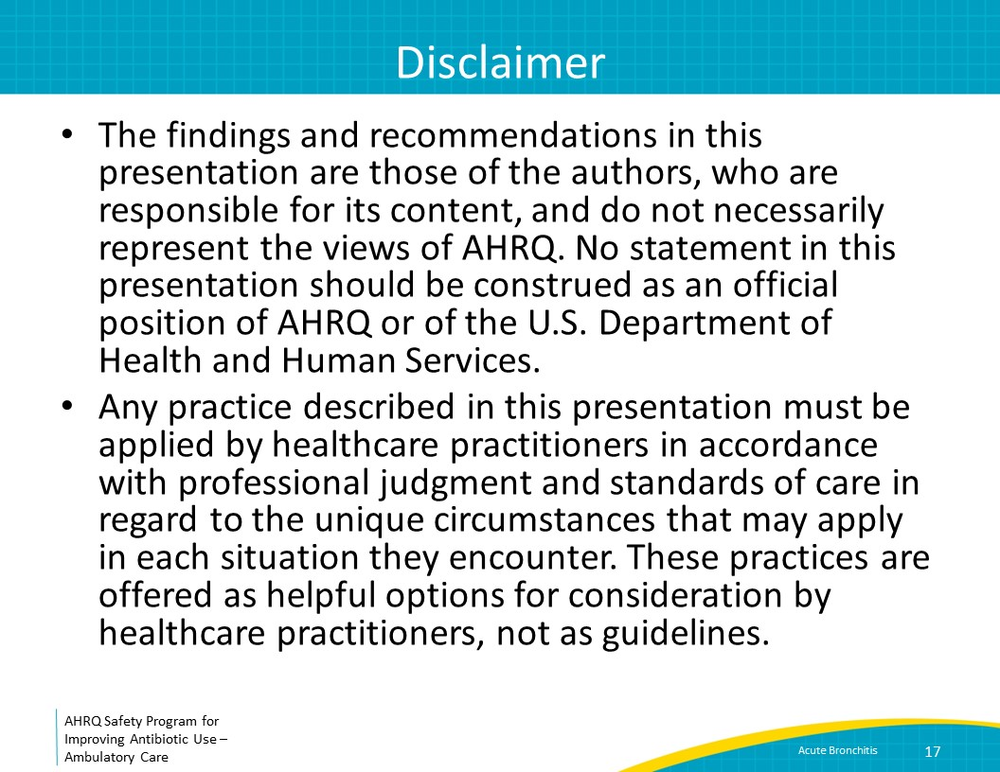 Disclaimer
• The findings and recommendations in this
presentation are those of the authors, who are
responsible for its content, and do not necessarily
represent the views of AHRQ. No statement in this
presentation should be construed as an official
position of AHRQ or of the U.S. Department of
Health and Human Services.
• Any practice described in this presentation must be
applied by healthcare practitioners in accordance
with professional judgment and standards of care in
regard to the unique circumstances that may apply
in each situation they encounter. These practices are
offered as helpful options for consideration by
healthcare practitioners, not as guidelines.
AHRQ Safety Program for
Improving Antibiotic Use –
Ambulatory Care
Acute Bronchitis
17